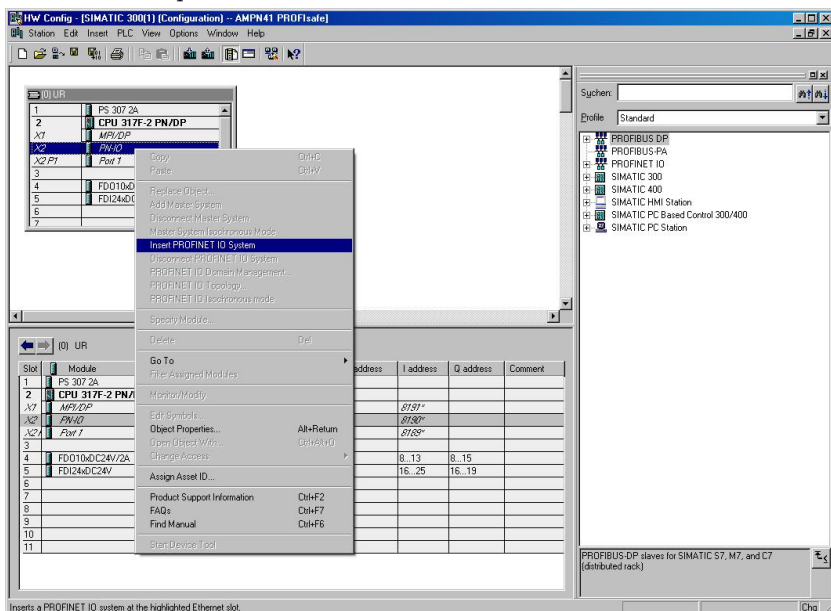 HW Config - [SIMATIC 300(1) (Configuration) -- AMPN41 PROFIsafe]
Station Edit Insert PLC View Options Window Help
(0) UR
1 PS 307 2A
2 CPU 317F-2 PN/DP
X1 MPI/DP
X2 PN-IO
X2 P1 Port 1
3
4 FDO10xD
5 FDI24xD
6
7
Copy Ctrl+C
Paste Ctrl+V
Replace Object...
Add Master System
Disconnect Master System
Master System Isochronous Mode
Insert PROFINET IO System
Disconnect PROFINET IO System
PROFINET IO Domain Management...
PROFINET IO Topology...
PROFINET IO Isochronous mode
Specify Module...
Delete Del
Go To
Filter Assigned Modules
Monitor/Modify
Edit Symbols...
Object Properties... Alt+Return
Open Object With... Ctrl+Alt+O
Change Access
Assign Asset ID...
Product Support Information Ctrl+F2
FAQs Ctrl+F7
Find Manual Ctrl+F6
Start Device Tool
Suchen:
Profile Standard
PROFIBUS DP
PROFIBUS-PA
PROFINET IO
SIMATIC 300
SIMATIC 400
SIMATIC HMI Station
SIMATIC PC Based Control 300/400
SIMATIC PC Station
(0) UR
Slot Module address I address Q address Comment
1 PS 307 2A
2 CPU 317F-2 PN/
X1 MPI/DP 8191*
X2 PN-IO 8190*
X2 Port 1 8189*
3
4 FDO10xDC24V/2A 8...13 8...15
5 FDI24xDC24V 16...25 16...19
6
7
8
9
10
11
PROFIBUS-DP slaves for SIMATIC S7, M7, and C7
(distributed rack)
Inserts a PROFINET IO system at the highlighted Ethernet slot. Chg